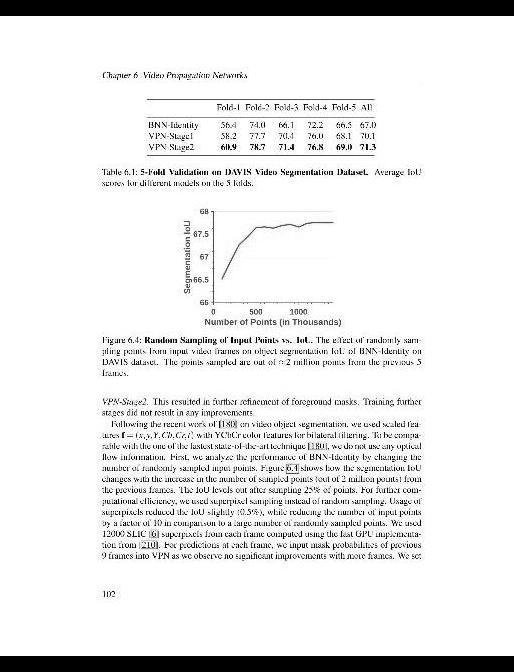 Chapter 6 Video Propagation Networks
Fold-1 Fold-2 Fold-3 Fold-4 Fold-5 All
BNN-Identity 56.4 74.0 66.1 72.2 66.5 67.0
VPN-Stage1 58.2 77.7 70.4 76.0 68.1 70.1
VPN-Stage2 60.9 78.7 71.4 76.8 69.0 71.3
Table 6.1: 5-Fold Validation on DAVIS Video Segmentation Dataset. Average IoU
scores for different models on the 5 folds.
68
67.5
67
66.5
66
Segmentation IoU
0 500 1000
Number of Points (in Thousands)
Figure 6.4: Random Sampling of Input Points vs. IoU. The effect of randomly sam-
pling points from input video frames on object segmentation IoU of BNN-Identity on
DAVIS dataset. The points sampled are out of ≈2 million points from the previous 5
frames.
VPN-Stage2. This resulted in further refinement of foreground masks. Training further
stages did not result in any improvements.
Following the recent work of [180] on video object segmentation, we used scaled fea-
tures f = (x,y,Y,Cb,Cr,t) with YCbCr color features for bilateral filtering. To be compa-
rable with the one of the fastest state-of-the-art technique [180], we do not use any optical
flow information. First, we analyze the performance of BNN-Identity by changing the
number of randomly sampled input points. Figure 6.4 shows how the segmentation IoU
changes with the increase in the number of sampled points (out of 2 million points) from
the previous frames. The IoU levels out after sampling 25% of points. For further com-
putational efficiency, we used superpixel sampling instead of random sampling. Usage of
superpixels reduced the IoU slightly (0.5%), while reducing the number of input points
by a factor of 10 in comparison to a large number of randomly sampled points. We used
12000 SLIC [6] superpixels from each frame computed using the fast GPU implementa-
tion from [210]. For predictions at each frame, we input mask probabilities of previous
9 frames into VPN as we observe no significant improvements with more frames. We set
102